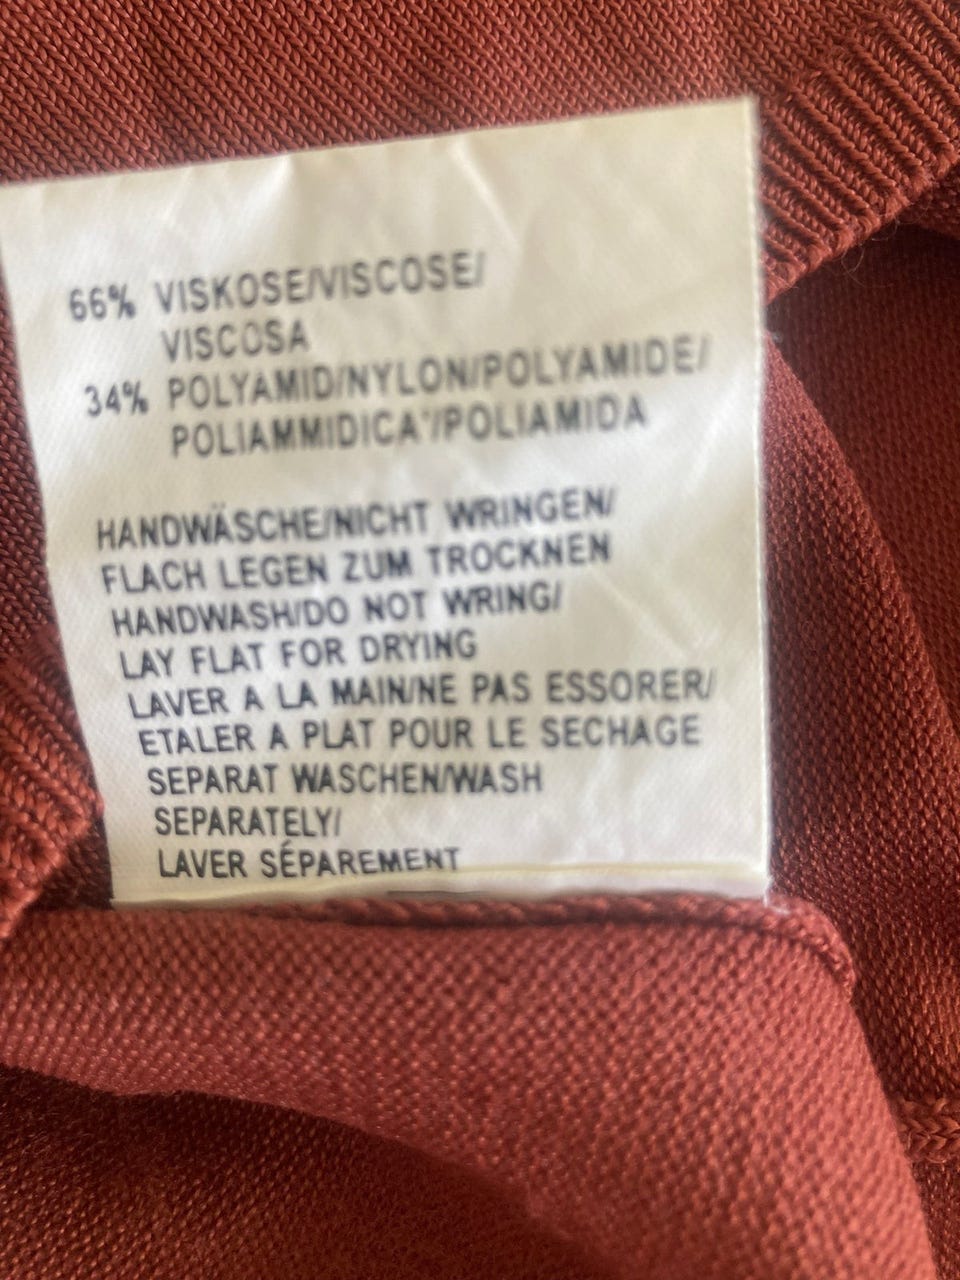 66% VISKOSE/VISCOSE/
VISCOSA
34% POLYAMID/NYLON/POLYAMIDE/
POLIAMMIDICA'/POLIAMIDA
HANDWÄSCHE/NICHT WRINGEN/
FLACH LEGEN ZUM TROCKNEN
HANDWASH/DO NOT WRING/
LAY FLAT FOR DRYING
LAVER A LA MAIN/NE PAS ESSORER/
ETALER A PLAT POUR LE SECHAGE
SEPARAT WASCHEN/WASH
SEPARATELY/
LAVER SÉPAREMENT